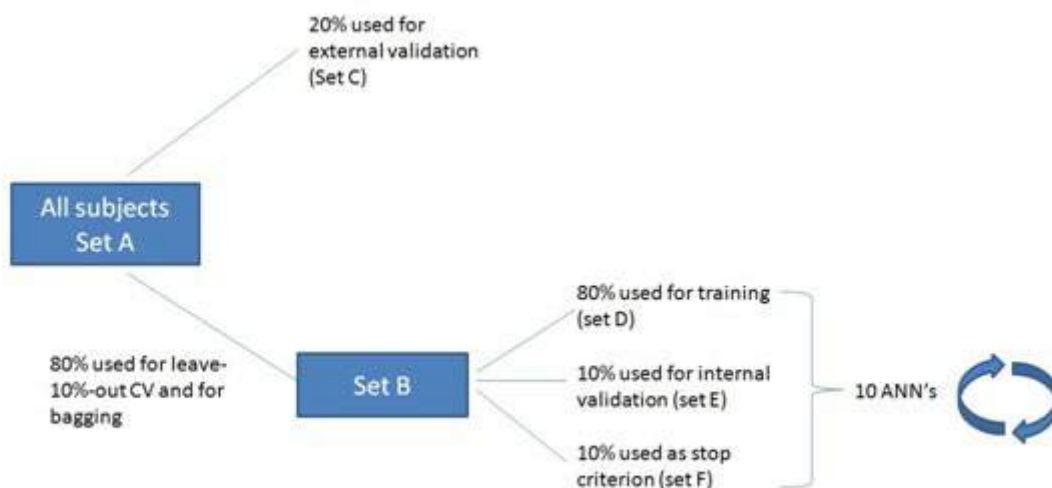 20% used for
external validation
(Set C)
All subjects
Set A
80% used for leave-
10%-out CV and for
bagging
Set B
80% used for training
(set D)
10% used for internal
validation (set E)
10% used as stop
criterion (set F)
10 ANN's